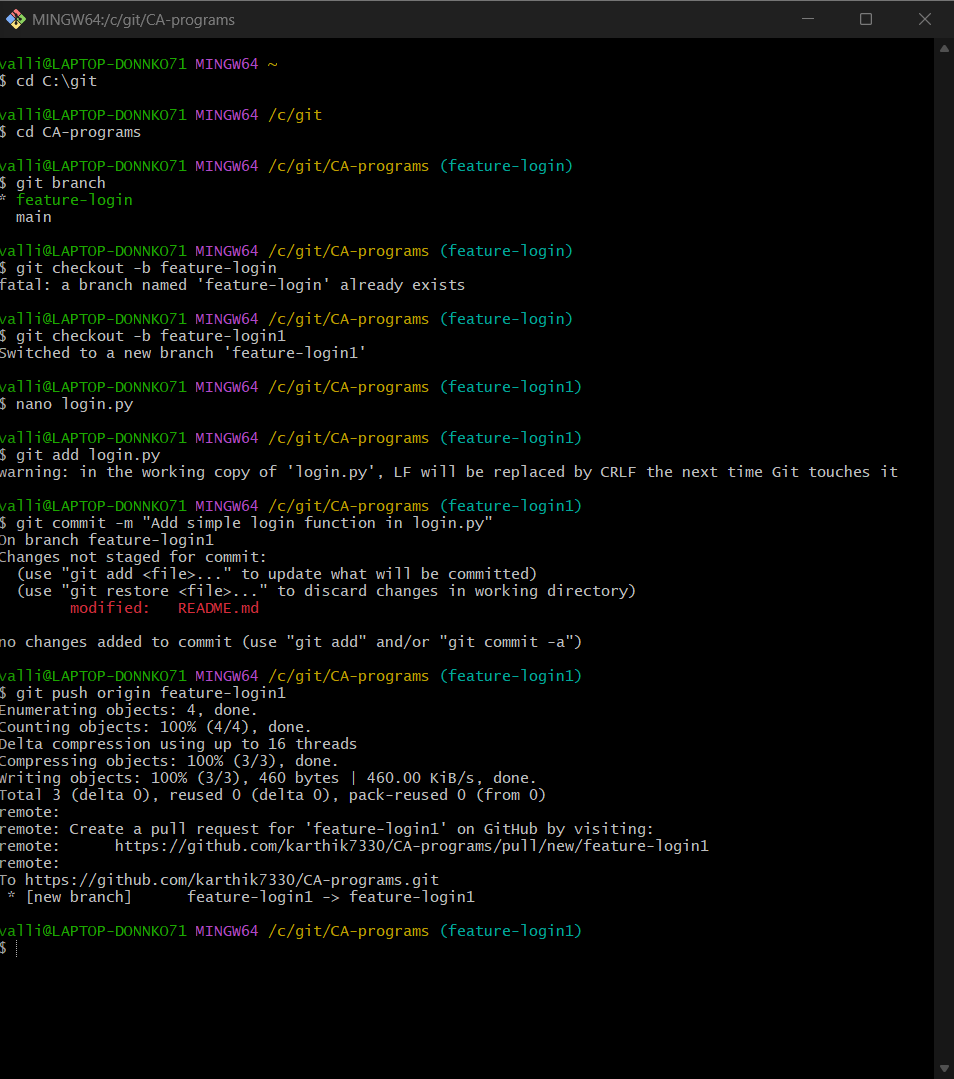 MINGW64:/c/git/CA-programs
valli@LAPTOP-DONNKO71 MINGW64 ~
$ cd C:\git
valli@LAPTOP-DONNKO71 MINGW64 /c/git
$ cd CA-programs
valli@LAPTOP-DONNKO71 MINGW64 /c/git/CA-programs (feature-login)
$ git branch
* feature-login
  main
valli@LAPTOP-DONNKO71 MINGW64 /c/git/CA-programs (feature-login)
$ git checkout -b feature-login
fatal: a branch named 'feature-login' already exists
valli@LAPTOP-DONNKO71 MINGW64 /c/git/CA-programs (feature-login)
$ git checkout -b feature-login1
Switched to a new branch 'feature-login1'
valli@LAPTOP-DONNKO71 MINGW64 /c/git/CA-programs (feature-login1)
$ nano login.py
valli@LAPTOP-DONNKO71 MINGW64 /c/git/CA-programs (feature-login1)
$ git add login.py
warning: in the working copy of 'login.py', LF will be replaced by CRLF the next time Git touches it
valli@LAPTOP-DONNKO71 MINGW64 /c/git/CA-programs (feature-login1)
$ git commit -m "Add simple login function in login.py"
On branch feature-login1
Changes not staged for commit:
  (use "git add <file>..." to update what will be committed)
  (use "git restore <file>..." to discard changes in working directory)
        modified:   README.md
no changes added to commit (use "git add" and/or "git commit -a")
valli@LAPTOP-DONNKO71 MINGW64 /c/git/CA-programs (feature-login1)
$ git push origin feature-login1
Enumerating objects: 4, done.
Counting objects: 100% (4/4), done.
Delta compression using up to 16 threads
Compressing objects: 100% (3/3), done.
Writing objects: 100% (3/3), 460 bytes | 460.00 KiB/s, done.
Total 3 (delta 0), reused 0 (delta 0), pack-reused 0 (from 0)
remote:
remote: Create a pull request for 'feature-login1' on GitHub by visiting:
remote:      https://github.com/karthik7330/CA-programs/pull/new/feature-login1
remote:
To https://github.com/karthik7330/CA-programs.git
 * [new branch]      feature-login1 -> feature-login1
valli@LAPTOP-DONNKO71 MINGW64 /c/git/CA-programs (feature-login1)
$